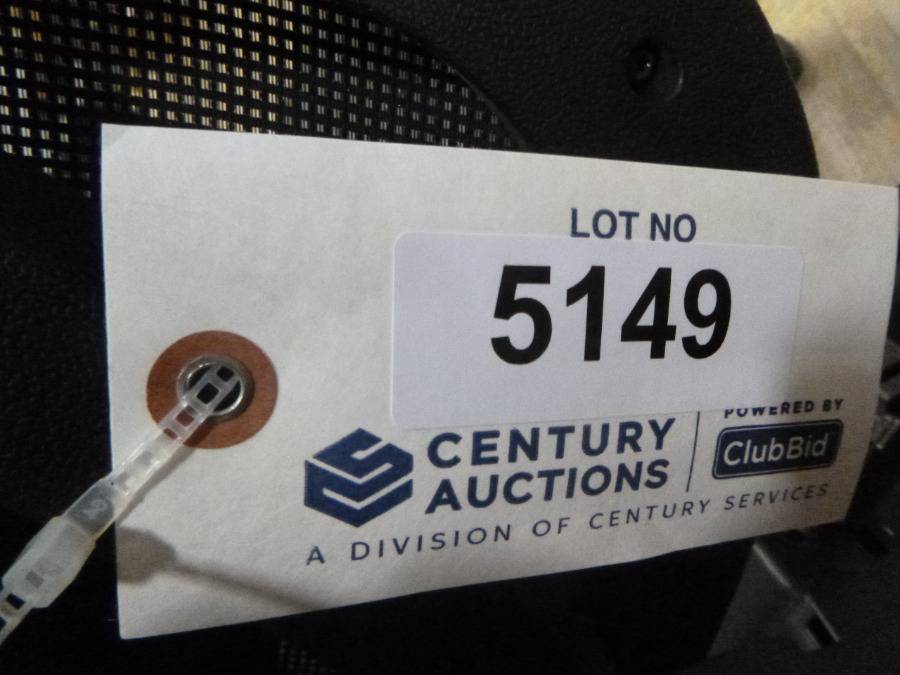 LOT NO
5149
CENTURY
AUCTIONS
POWERED BY
ClubBid
A DIVISION OF CENTURY SERVICES